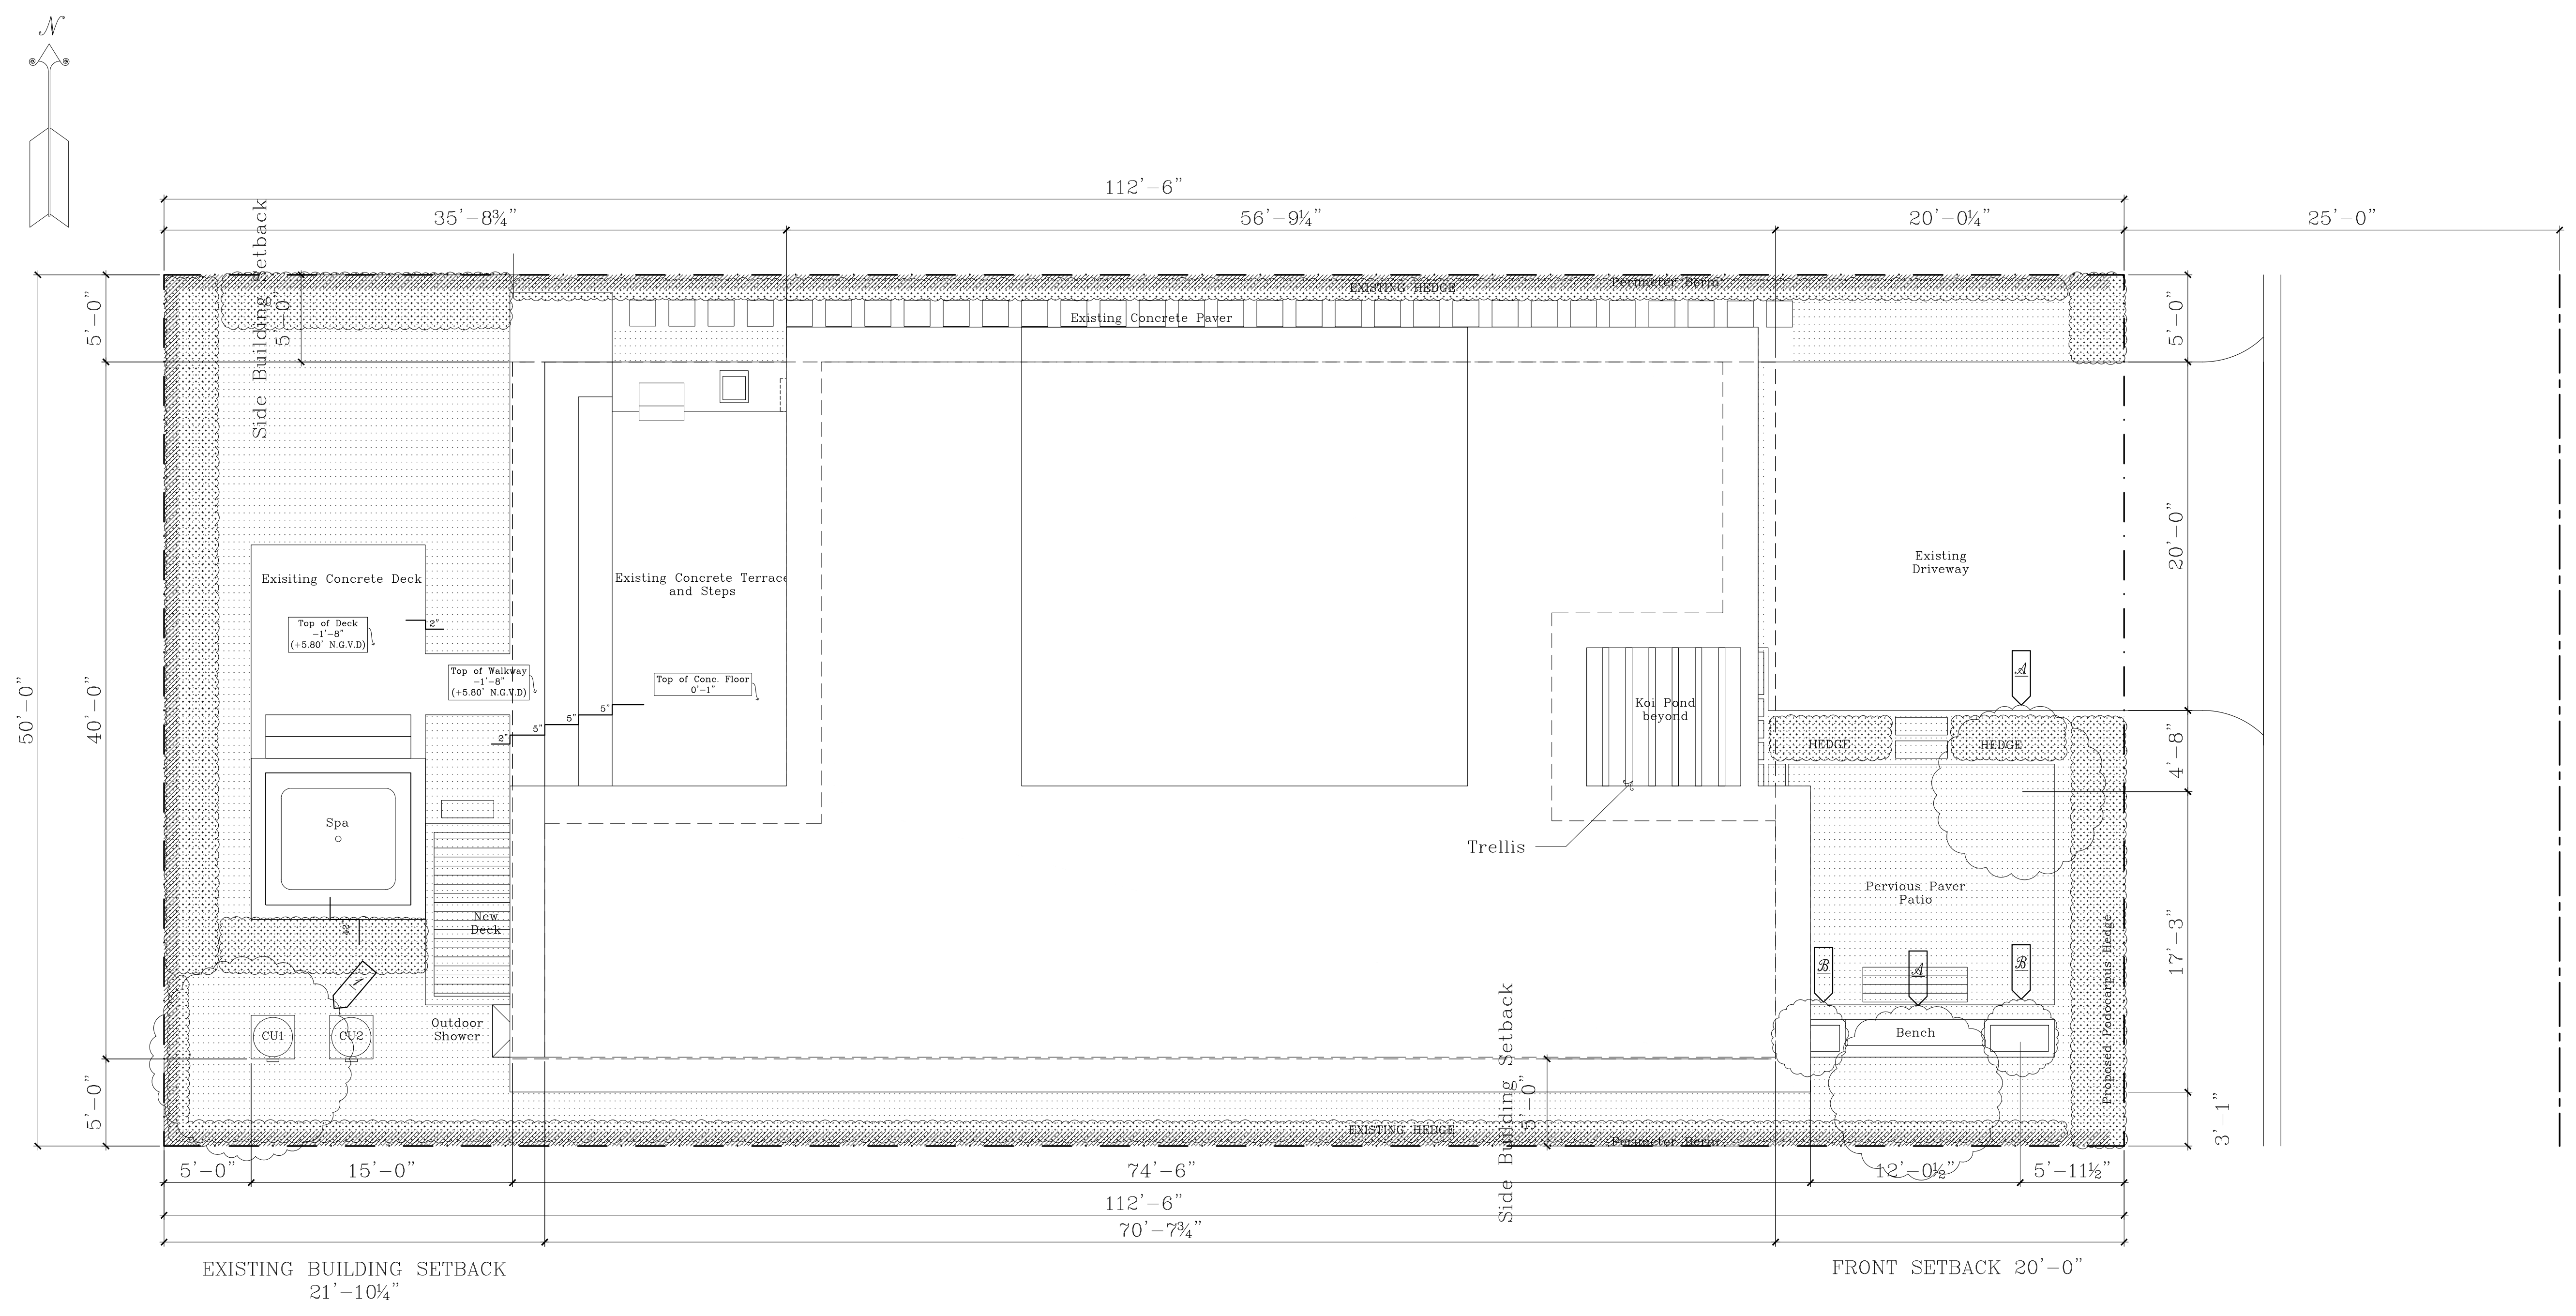 N
112'-6"
35'-8¾"
56'-9¼"
20'-0¼"
25'-0"
Side Building Setback
5'-0"
5'-0"
5'-0"
EXISTING HEDGE
Perimeter Berm
Existing Concrete Paver
50'-0"
40'-0"
20'-0"
Existing
Driveway
Exisiting Concrete Deck
Existing Concrete Terrace
and Steps
Top of Deck
-1'-8"
(+5.80' N.G.V.D)
2"
Top of Walkway
-1'-8"
(+5.80' N.G.V.D)
Top of Conc. Floor
0'-1"
A
Koi Pond
beyond
5"
5"
5"
2"
HEDGE
HEDGE
4'-8"
Spa
Trellis
Pervious Paver
Patio
New
Deck
42"
17'-3"
Proposed Podocarpus Hedge
1
B
A
B
CU1
CU2
Outdoor
Shower
Bench
Side Building Setback
5'-0"
5'-0"
3'-1"
EXISTING HEDGE
Perimeter Berm
5'-0"
15'-0"
74'-6"
12'-0½"
5'-11½"
112'-6"
70'-7¾"
EXISTING BUILDING SETBACK
21'-10¼"
FRONT SETBACK 20'-0"